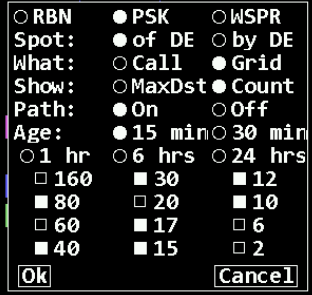 RBN PSK WSPR
Spot: of DE by DE
What: Call Grid
Show: MaxDst Count
Path: On Off
Age: 15 min 30 min
1 hr 6 hrs 24 hrs
160 30 12
80 20 10
60 17 6
40 15 2
Ok Cancel